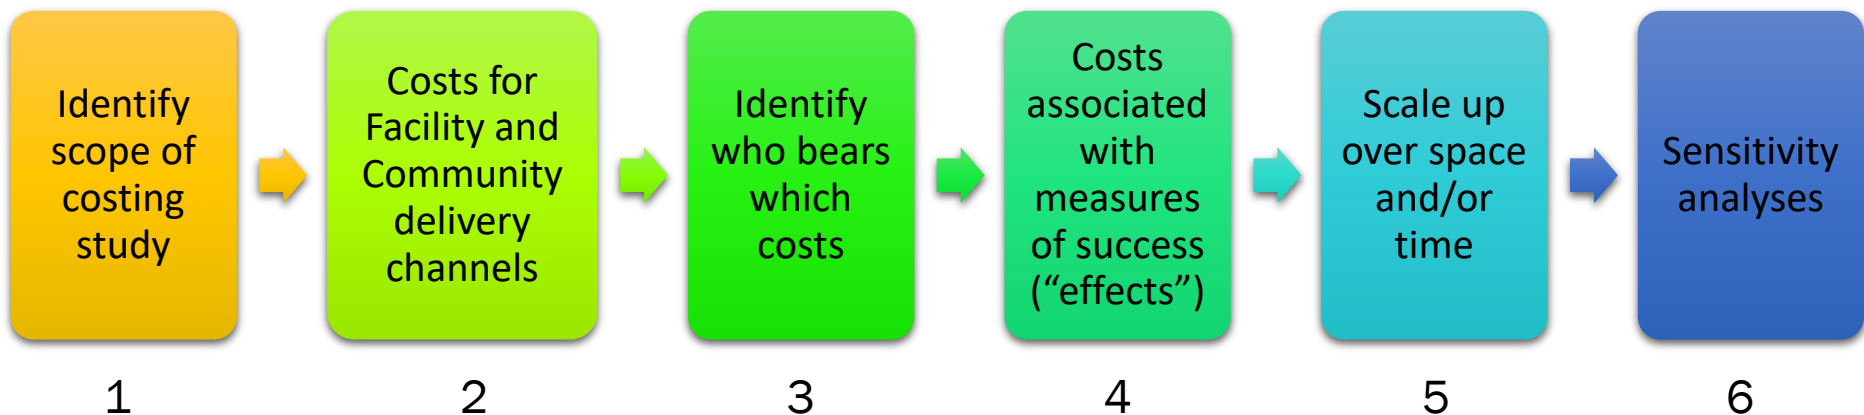 Identify
scope of
costing
study
Costs for
Facility and
Community
delivery
channels
Identify
who bears
which
costs
Costs
associated
with
measures
of success
(“effects”)
Scale up
over space
and/or
time
Sensitivity
analyses
1
2
3
4
5
6